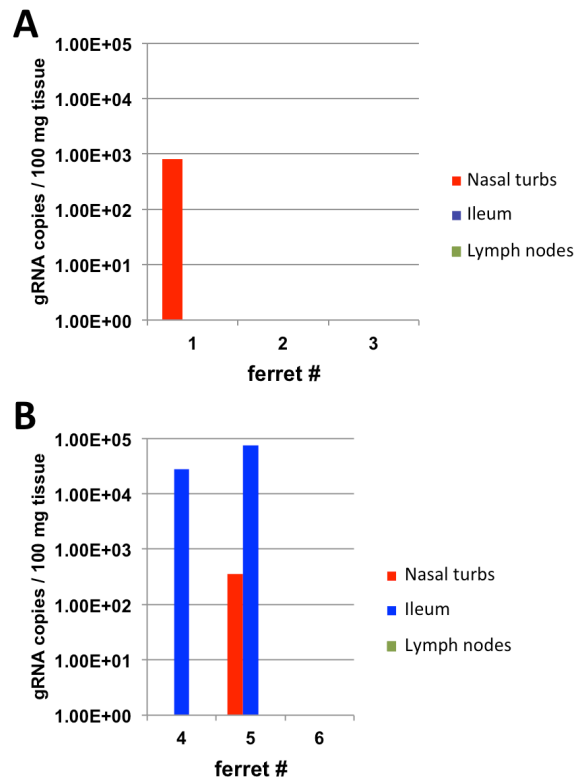 A
gRNA copies / 100 mg tissue
1.00E+05
1.00E+04
1.00E+03
1.00E+02
1.00E+01
1.00E+00
1 2 3
ferret #
Nasal turbs
Ileum
Lymph nodes
B
gRNA copies / 100 mg tissue
1.00E+05
1.00E+04
1.00E+03
1.00E+02
1.00E+01
1.00E+00
4 5 6
ferret #
Nasal turbs
Ileum
Lymph nodes